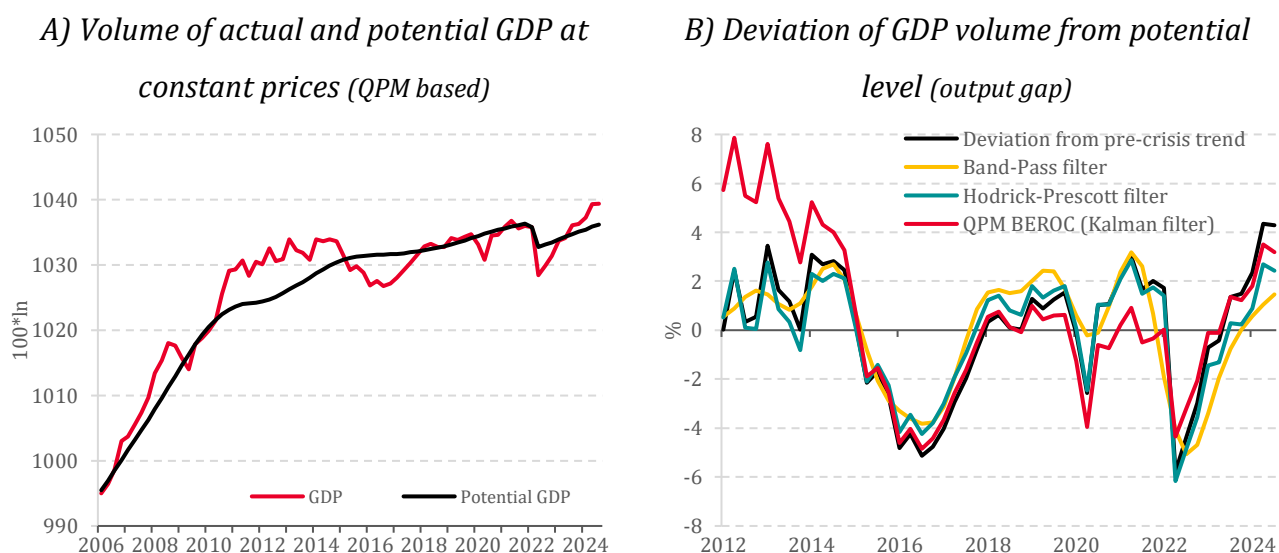 A) Volume of actual and potential GDP at
constant prices (QPM based)
1050
1040
1030
1020
1010
1000
990
100*ln
GDP
Potential GDP
2006 2008 2010 2012 2014 2016 2018 2020 2022 2024
B) Deviation of GDP volume from potential
level (output gap)
8
6
4
2
0
-2
-4
-6
-8
%
Deviation from pre-crisis trend
Band-Pass filter
Hodrick-Prescott filter
QPM BEROC (Kalman filter)
2012 2014 2016 2018 2020 2022 2024